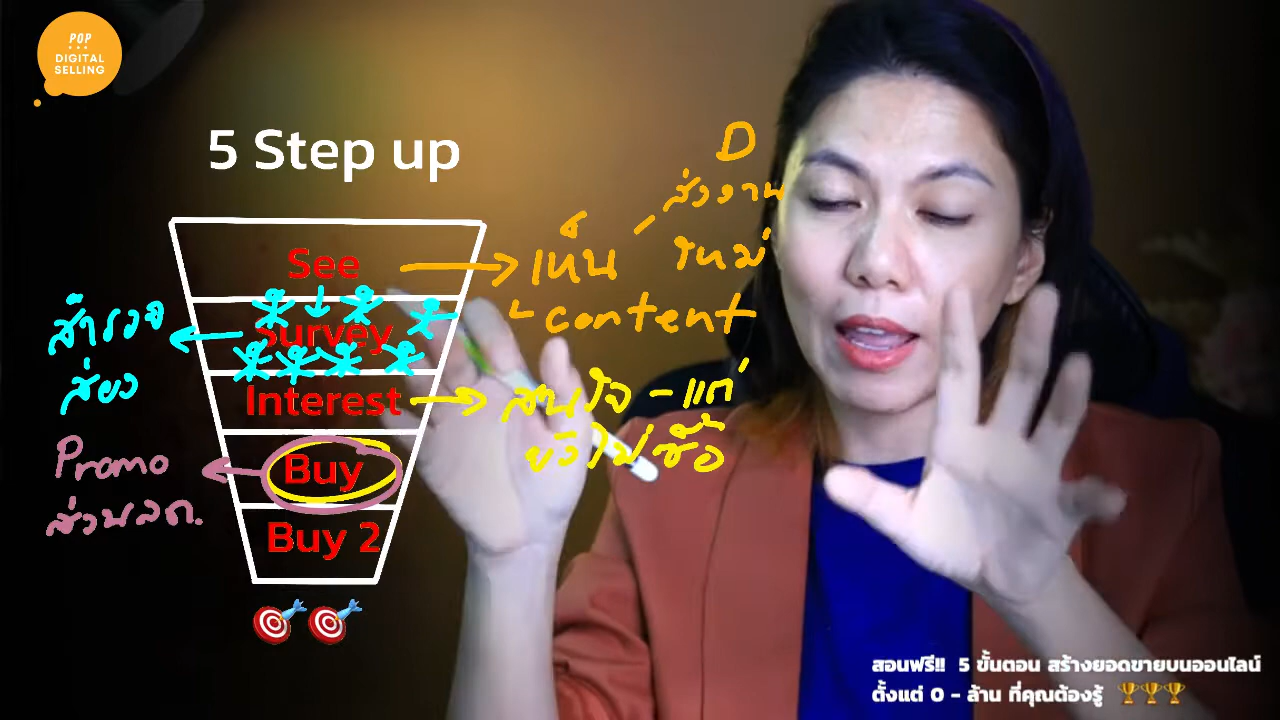 POP
DIGITAL
SELLING
5 Step up
D
ส่งงาน
See
เห็น
ใหม่
content
สำรวจ
Survey
ส่อง
Interest
สนใจ - แต่
ยังไม่ซื้อ
Promo
Buy
ส่วนลด.
Buy 2
สอนฟรี!! 5 ขั้นตอน สร้างยอดขายบนออนไลน์
ตั้งแต่ 0 - ล้าน ที่คุณต้องรู้